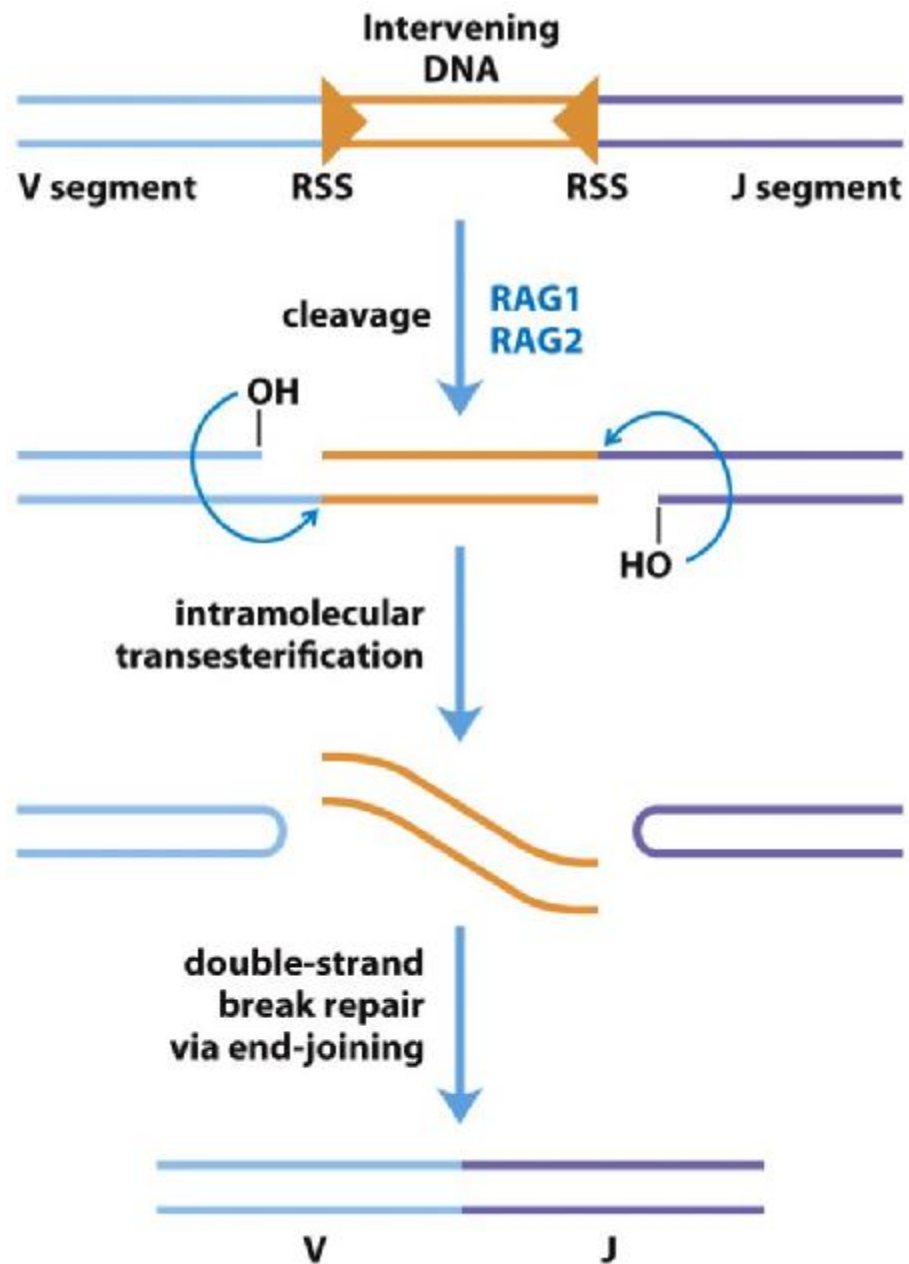 Intervening
DNA
V segment RSS RSS J segment
cleavage RAG1
RAG2
OH
HO
intramolecular
transesterification
double-strand
break repair
via end-joining
V J